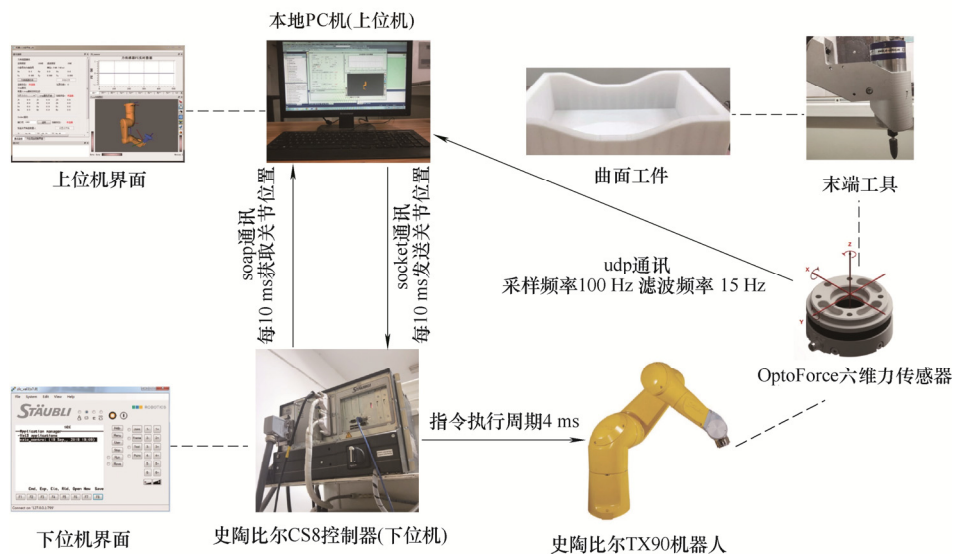 本地PC机(上位机)
上位机界面
曲面工件
末端工具
soap通讯
每10 ms获取关节位置
socket通讯
每10 ms发送关节位置
udp通讯
采样频率100 Hz 滤波频率 15 Hz
Z
X
Y
OptoForce六维力传感器
File System Edit View Help
STÄUBLI
ROBOTICS
指令执行周期4 ms
下位机界面
史陶比尔CS8控制器(下位机)
史陶比尔TX90机器人